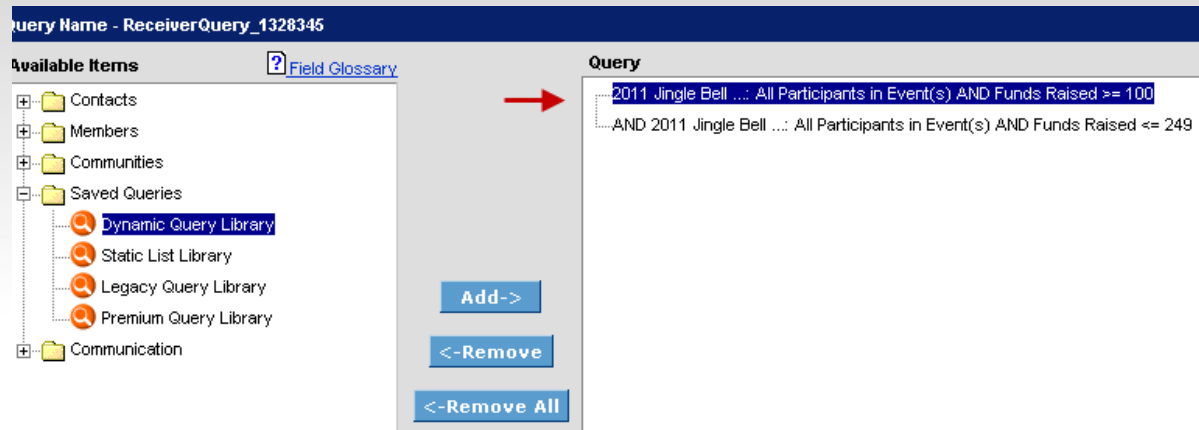 Query Name - ReceiverQuery_1328345
Available Items
? Field Glossary
Contacts
Members
Communities
Saved Queries
Dynamic Query Library
Static List Library
Legacy Query Library
Premium Query Library
Communication
Add->
<-Remove
<-Remove All
Query
2011 Jingle Bell ...: All Participants in Event(s) AND Funds Raised >= 100
AND 2011 Jingle Bell ...: All Participants in Event(s) AND Funds Raised <= 249